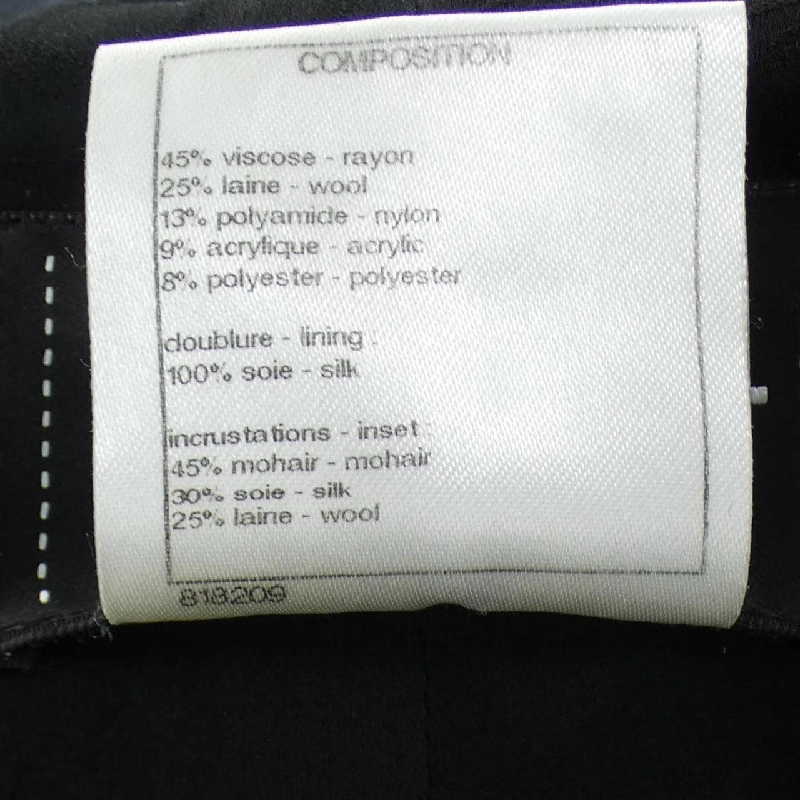 COMPOSITION
45% viscose - rayon
25% laine - wool
13% polyamide - nylon
9% acrylique - acrylic
8% polyester - polyester
doublure - lining :
100% soie - silk
incrustations - inset :
45% mohair - mohair
30% soie - silk
25% laine - wool
818209